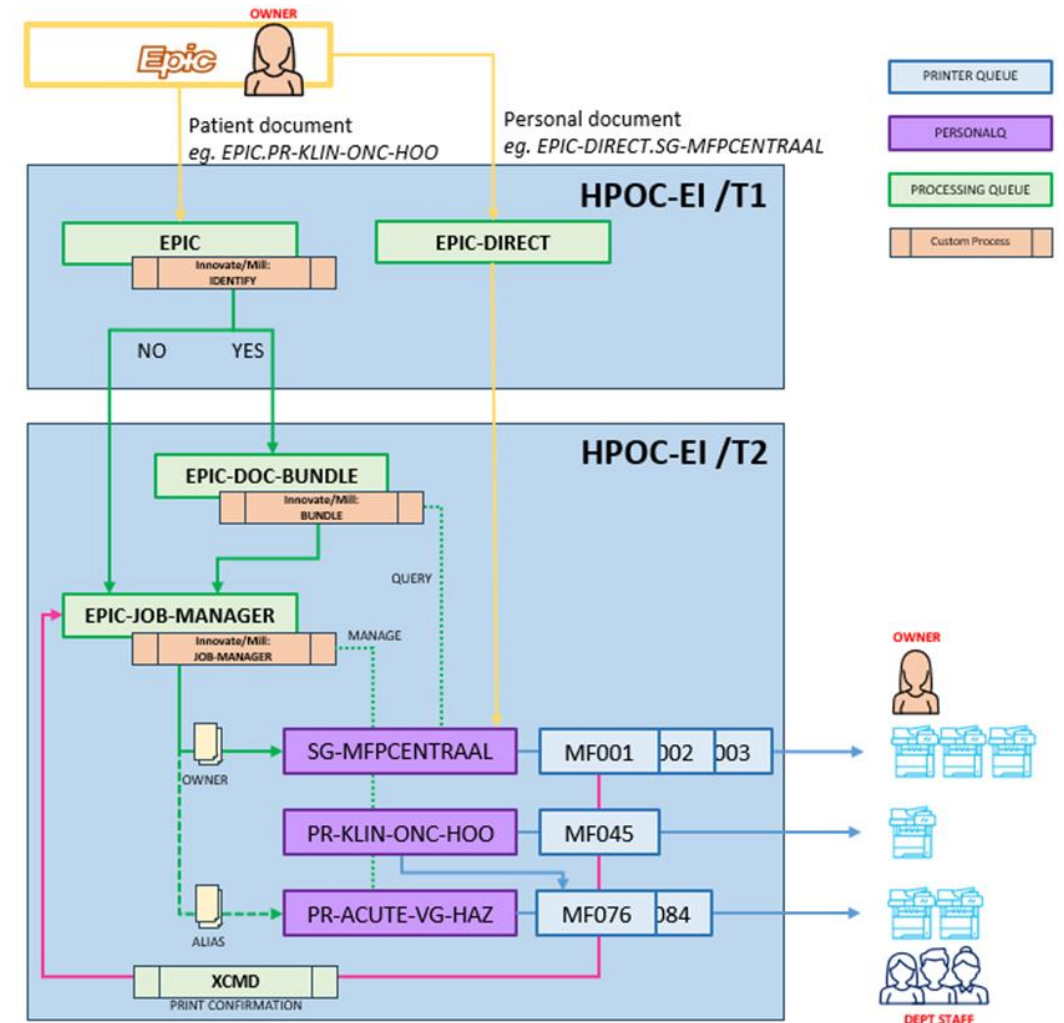 OWNER
Epic
PRINTER QUEUE
Patient document
eg. EPIC.PR-KLIN-ONC-HOO
Personal document
eg. EPIC-DIRECT.SG-MFPCENTRAAL
PERSONALQ
PROCESSING QUEUE
Custom Process
HPOC-EI /T1
EPIC
Innovate/Mill:
IDENTIFY
EPIC-DIRECT
NO
YES
HPOC-EI /T2
EPIC-DOC-BUNDLE
Innovate/Mill:
BUNDLE
QUERY
EPIC-JOB-MANAGER
Innovate/Mill:
JOB-MANAGER
MANAGE
OWNER
OWNER
SG-MFPCENTRAAL
MF001
002
003
PR-KLIN-ONC-HOO
MF045
ALIAS
PR-ACUTE-VG-HAZ
MF076
084
XCMD
PRINT CONFIRMATION
DEPT STAFF